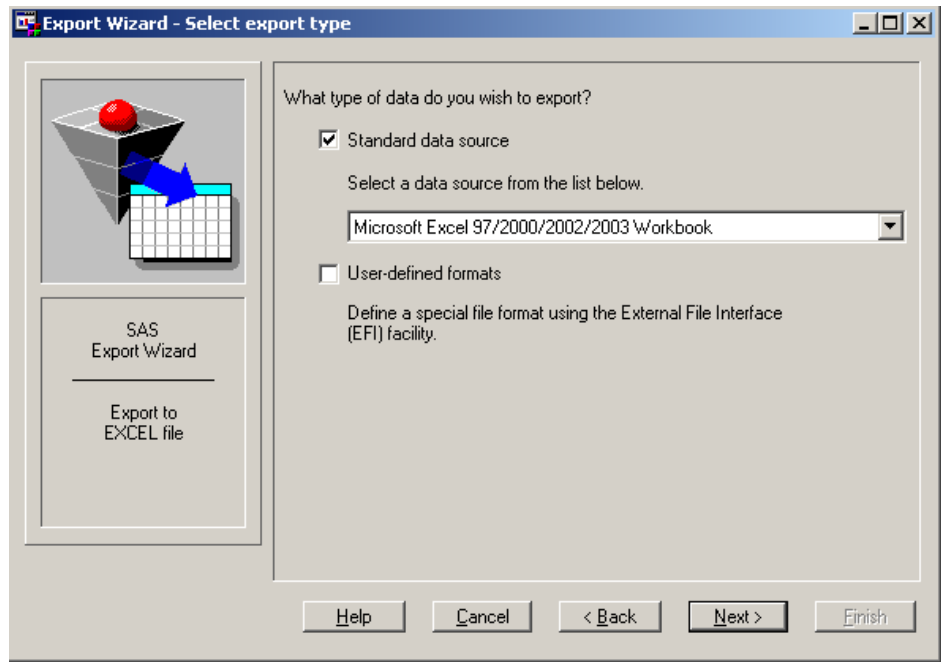 Export Wizard - Select export type
What type of data do you wish to export?
Standard data source
Select a data source from the list below.
Microsoft Excel 97/2000/2002/2003 Workbook
User-defined formats
Define a special file format using the External File Interface
(EFI) facility.
SAS
Export Wizard
Export to
EXCEL file
Help
Cancel
< Back
Next >
Finish